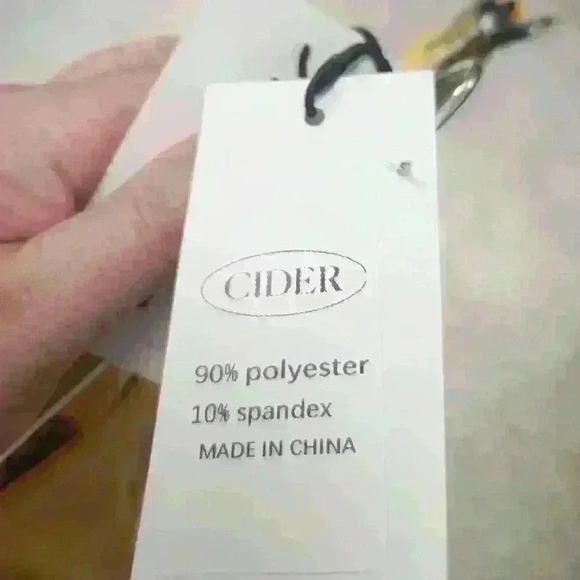 CIDER
90% polyester
10% spandex
MADE IN CHINA